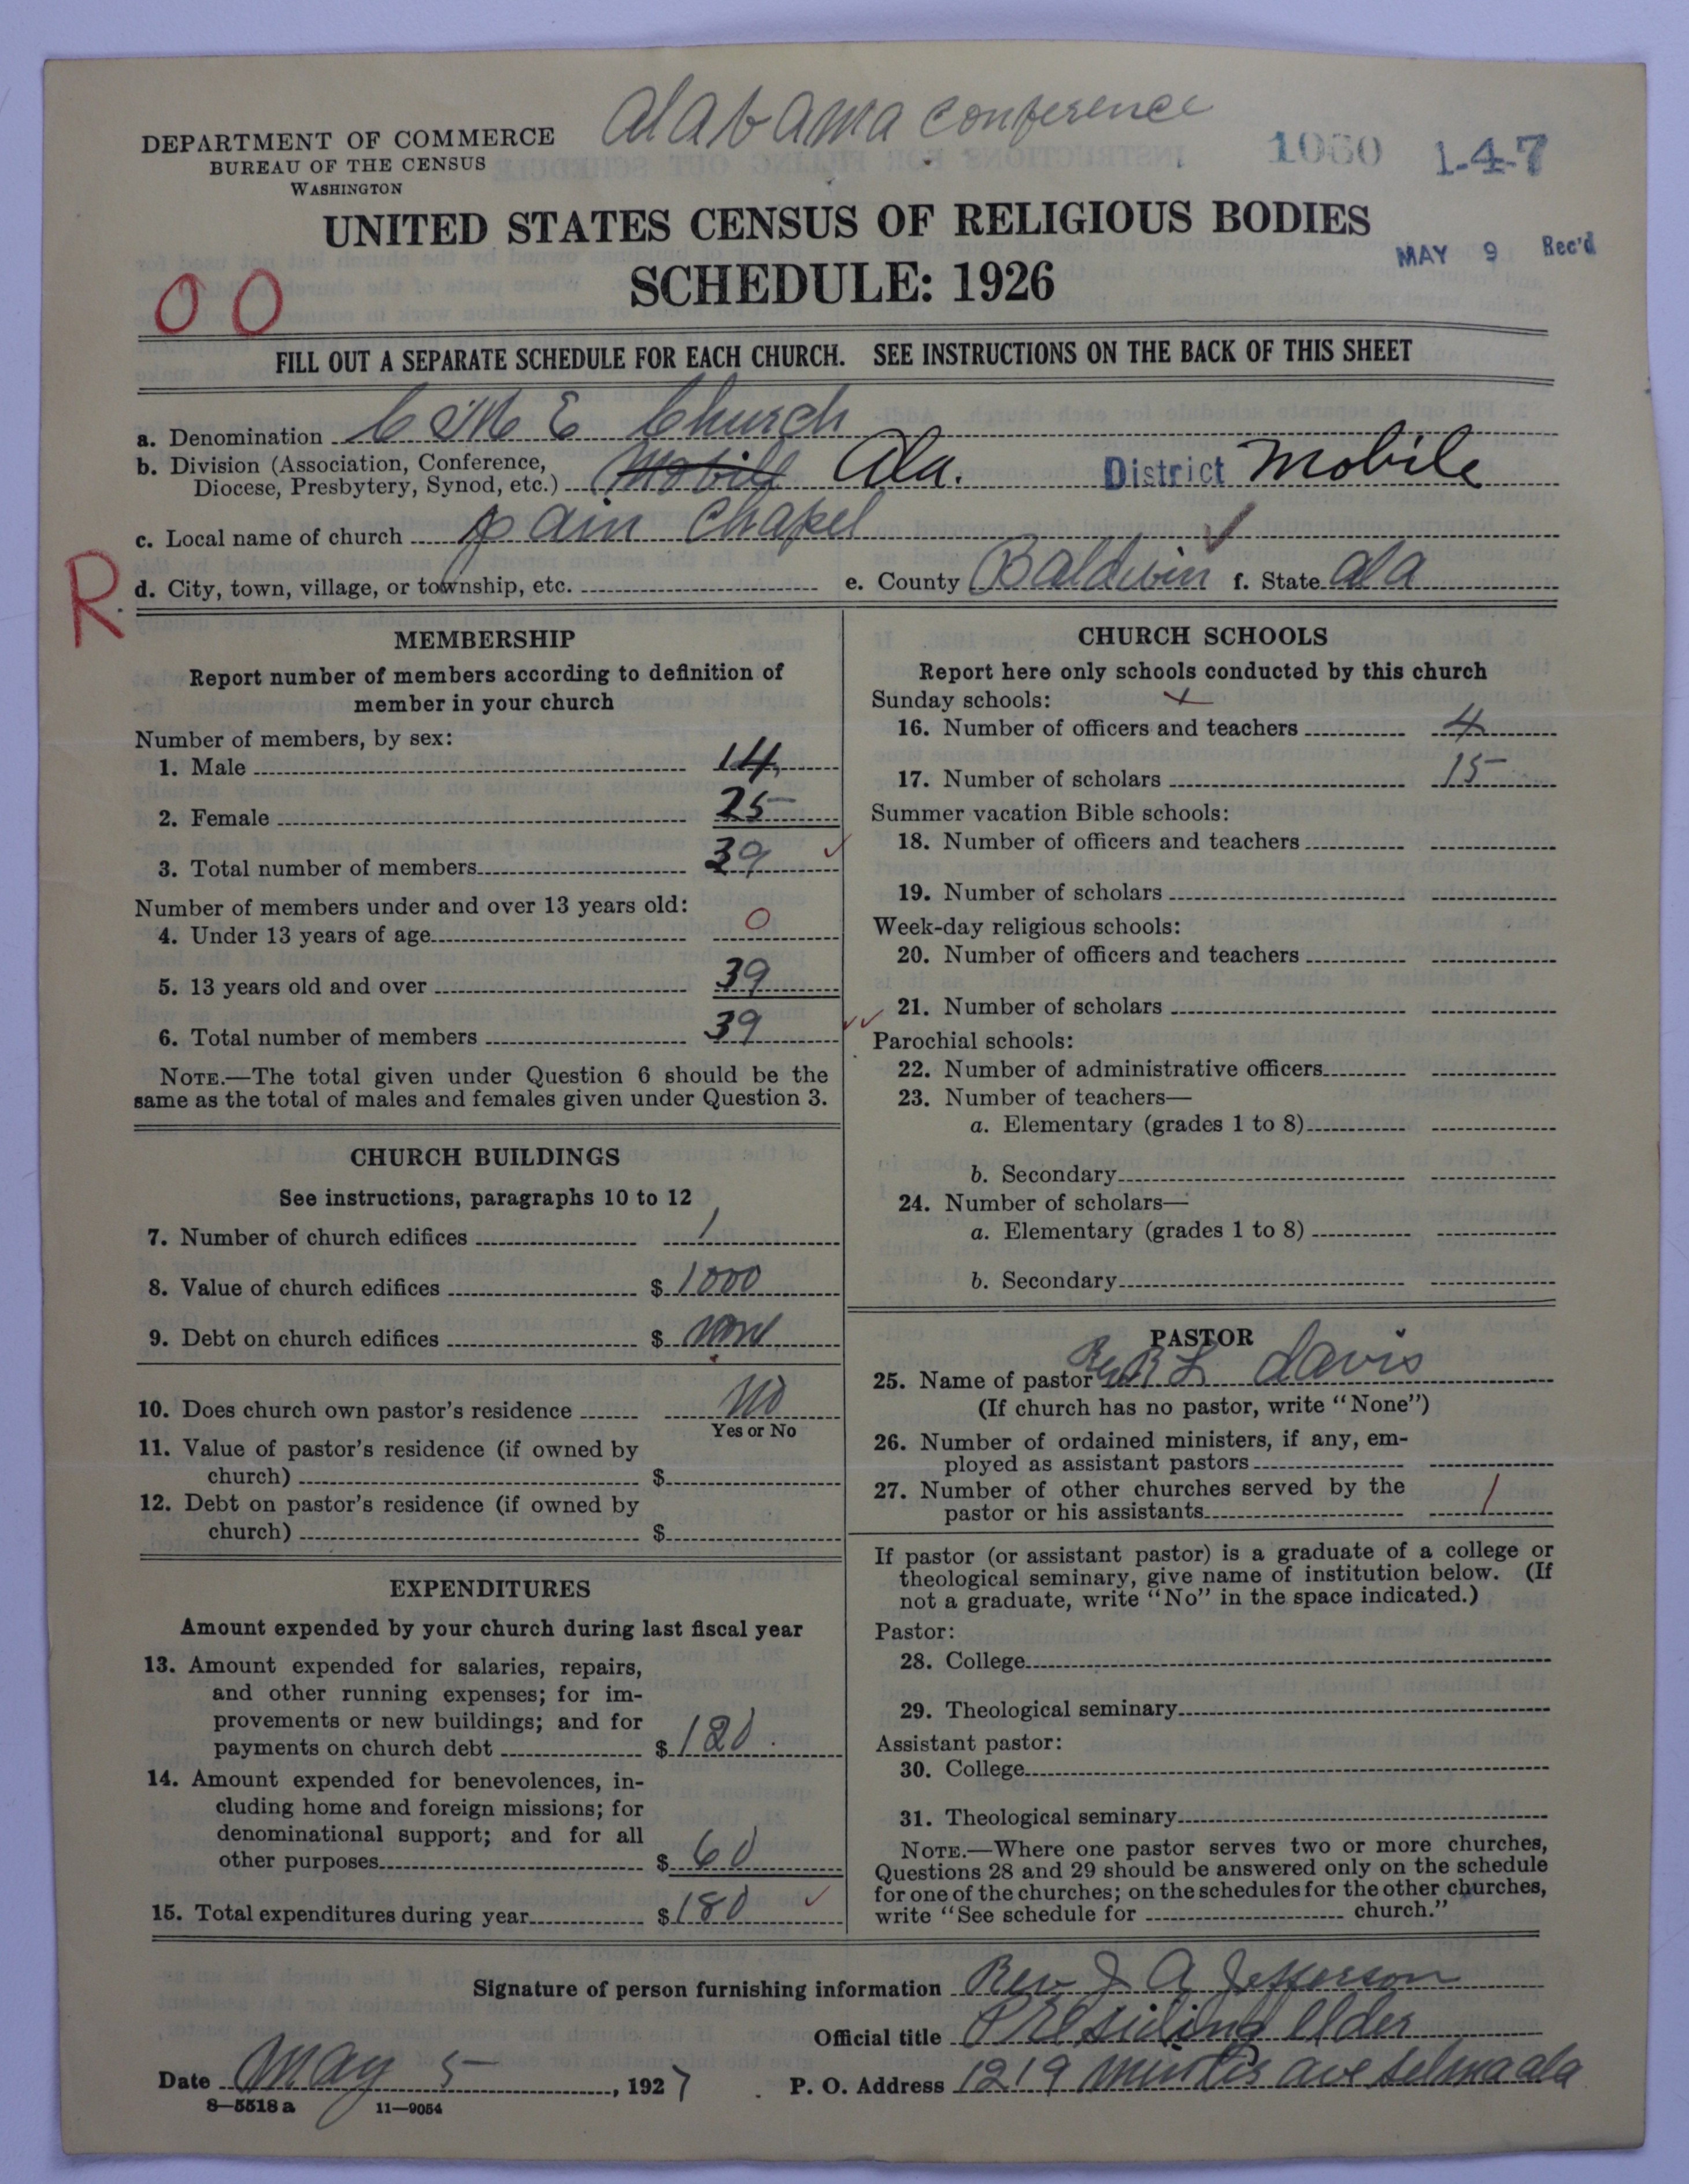 Alabama Conference
DEPARTMENT OF COMMERCE
BUREAU OF THE CENSUS
WASHINGTON
1060 1-4-7
UNITED STATES CENSUS OF RELIGIOUS BODIES
SCHEDULE: 1926
MAY 9 Rec'd
00
FILL OUT A SEPARATE SCHEDULE FOR EACH CHURCH. SEE INSTRUCTIONS ON THE BACK OF THIS SHEET
a. Denomination C M E Church
b. Division (Association, Conference,
Diocese, Presbytery, Synod, etc.) Mobile Ala. District Mobile
c. Local name of church Pain Chapel
R
d. City, town, village, or township, etc. e. County Baldwin f. State Ala
MEMBERSHIP
Report number of members according to definition of
member in your church
Number of members, by sex:
1. Male 14
2. Female 25
3. Total number of members 39
Number of members under and over 13 years old:
4. Under 13 years of age 0
5. 13 years old and over 39
6. Total number of members 39
NOTE.—The total given under Question 6 should be the
same as the total of males and females given under Question 3.
CHURCH BUILDINGS
See instructions, paragraphs 10 to 12
7. Number of church edifices 1
8. Value of church edifices $ 1000
9. Debt on church edifices $ none
10. Does church own pastor's residence No
Yes or No
11. Value of pastor's residence (if owned by
church) $
12. Debt on pastor's residence (if owned by
church) $
EXPENDITURES
Amount expended by your church during last fiscal year
13. Amount expended for salaries, repairs,
and other running expenses; for im-
provements or new buildings; and for
payments on church debt $ 120
14. Amount expended for benevolences, in-
cluding home and foreign missions; for
denominational support; and for all
other purposes $ 60
15. Total expenditures during year $ 180
CHURCH SCHOOLS
Report here only schools conducted by this church
Sunday schools:
16. Number of officers and teachers 4
17. Number of scholars 15
Summer vacation Bible schools:
18. Number of officers and teachers
19. Number of scholars
Week-day religious schools:
20. Number of officers and teachers
21. Number of scholars
Parochial schools:
22. Number of administrative officers
23. Number of teachers—
a. Elementary (grades 1 to 8)
b. Secondary
24. Number of scholars—
a. Elementary (grades 1 to 8)
b. Secondary
PASTOR
25. Name of pastor Rev R L Davis
(If church has no pastor, write "None")
26. Number of ordained ministers, if any, em-
ployed as assistant pastors
27. Number of other churches served by the
pastor or his assistants 1
If pastor (or assistant pastor) is a graduate of a college or
theological seminary, give name of institution below. (If
not a graduate, write "No" in the space indicated.)
Pastor:
28. College
29. Theological seminary
Assistant pastor:
30. College
31. Theological seminary
NOTE.—Where one pastor serves two or more churches,
Questions 28 and 29 should be answered only on the schedule
for one of the churches; on the schedules for the other churches,
write "See schedule for church."
Signature of person furnishing information Rev J A Jefferson
Official title Presiding Elder
Date May 5, 1927 P. O. Address 1219 ave Selma ala
8—5518 a 11—9054